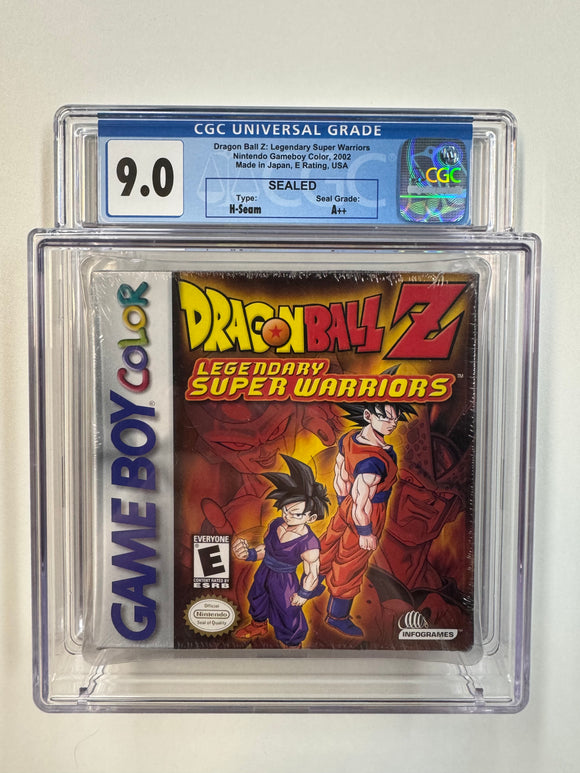 CGC UNIVERSAL GRADE
9.0
Dragon Ball Z: Legendary Super Warriors
Nintendo Gameboy Color, 2002
Made in Japan, E Rating, USA
SEALED
Type:
H-Seam
Seal Grade:
A++
CGC
GAME BOY COLOR
DRAGON BALL Z
LEGENDARY
SUPER WARRIORS™
EVERYONE
E
CONTENT RATED BY
ESRB
Official
Nintendo
Seal of Quality
INFOGRAMES